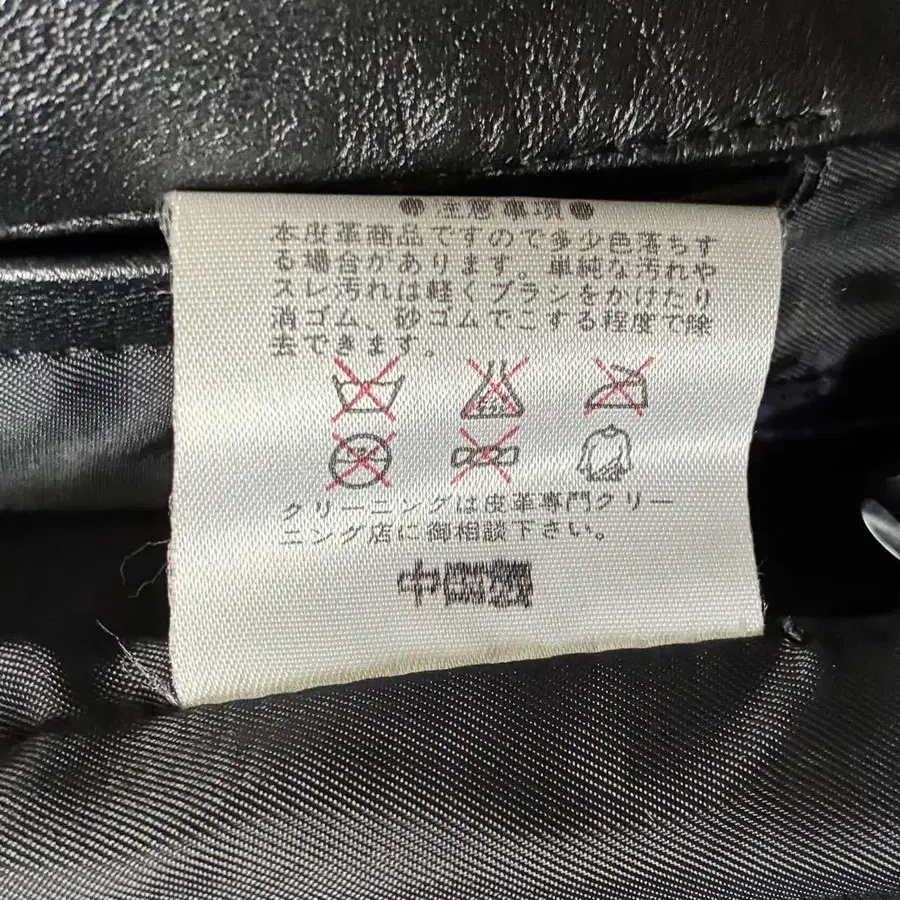 ●注意事項●
本皮革商品ですので多少色落ちす
る場合があります。単純な汚れや
スレ汚れは軽くブラシをかけたり
消ゴム、砂ゴムでこする程度で除
去できます。
クリーニングは皮革専門クリー
ニング店に御相談下さい。
中国製